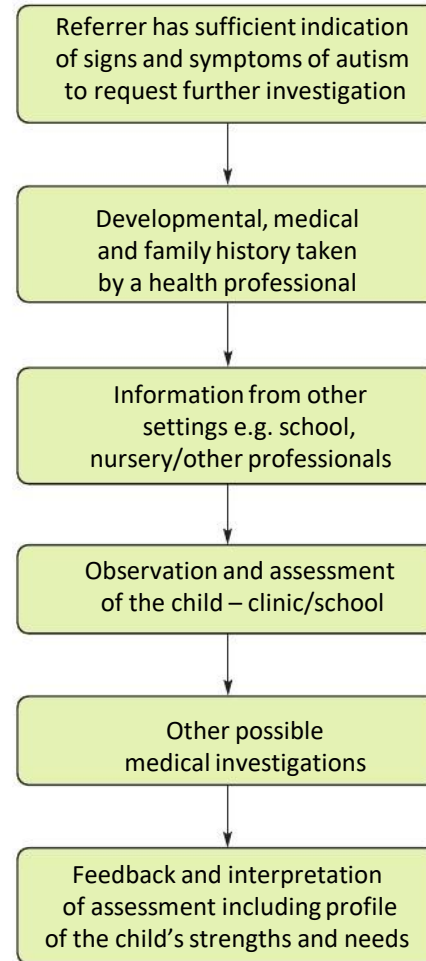 Referrer has sufficient indication
of signs and symptoms of autism
to request further investigation
Developmental, medical
and family history taken
by a health professional
Information from other
settings e.g. school,
nursery/other professionals
Observation and assessment
of the child – clinic/school
Other possible
medical investigations
Feedback and interpretation
of assessment including profile
of the child’s strengths and needs